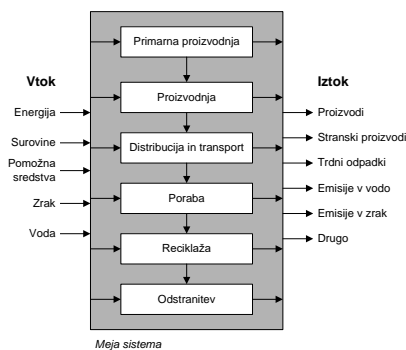 Primarna proizvodnja
Vtok
Iztok
Proizvodnja
Energija
Proizvodi
Surovine
Stranski proizvodi
Distribucija in transport
Pomožna
sredstva
Trdni odpadki
Emisije v vodo
Poraba
Zrak
Emisije v zrak
Voda
Drugo
Reciklaža
Odstranitev
Meja sistema